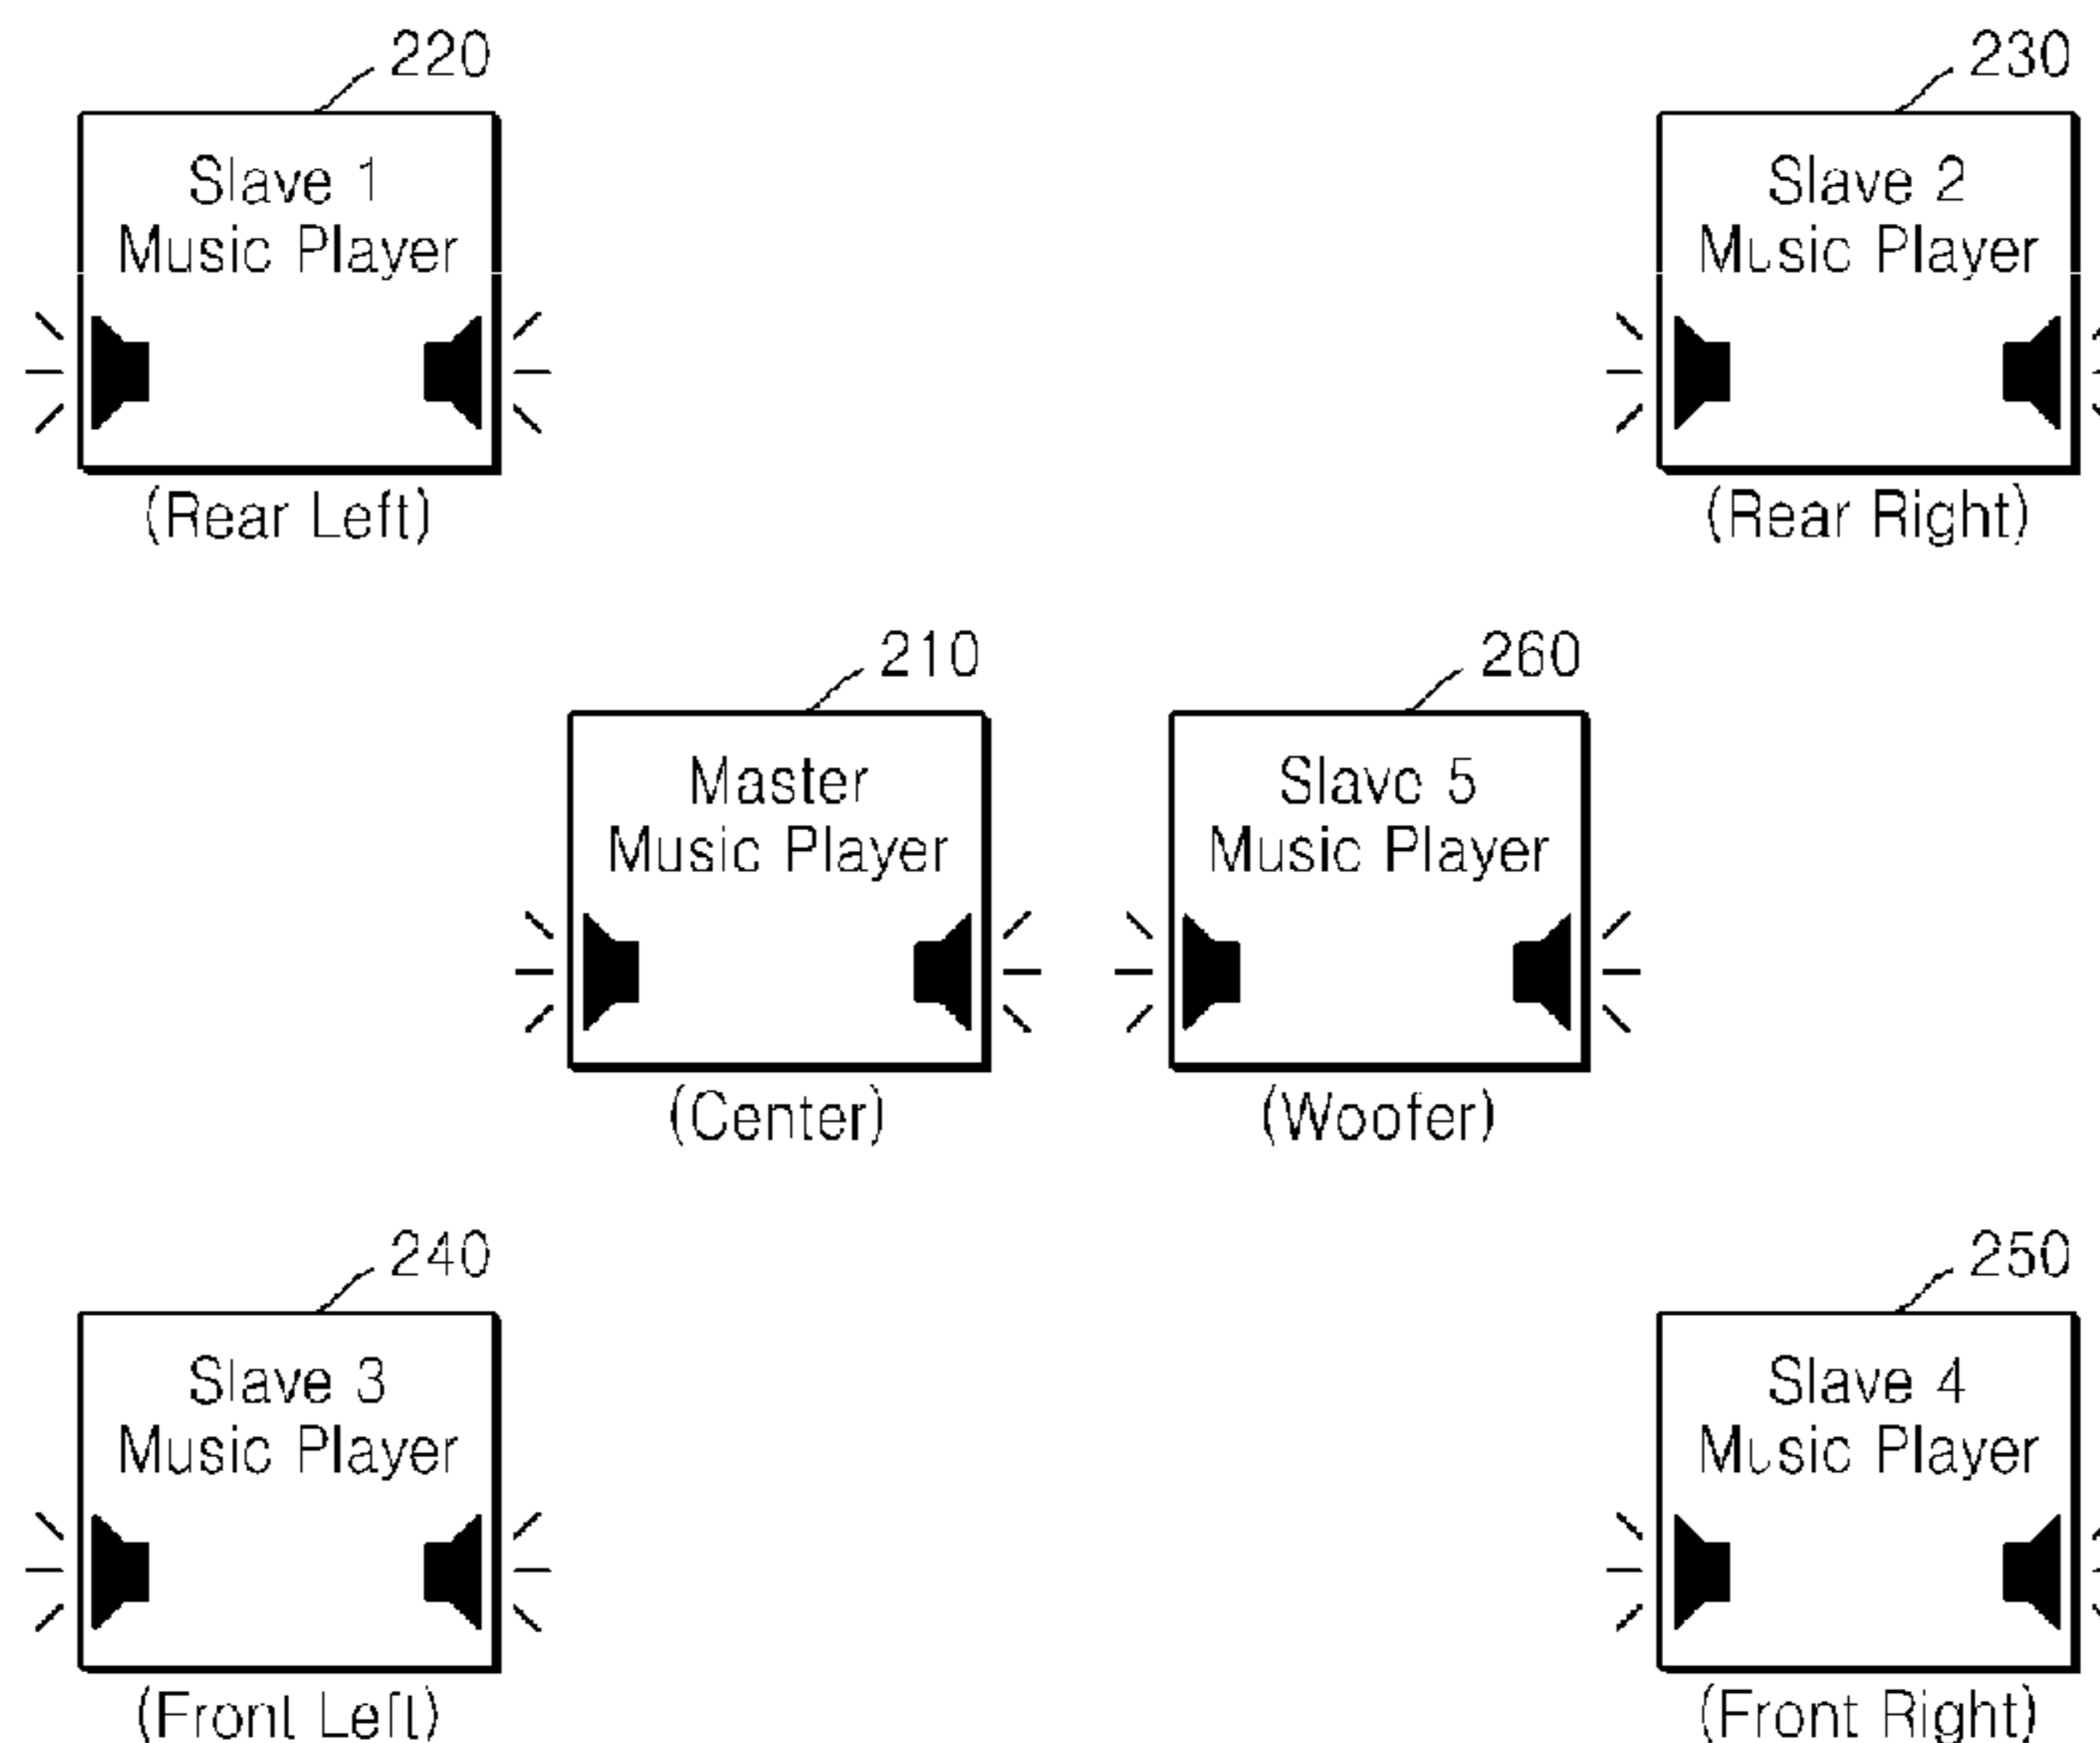 220
Slave 1
Music Player
(Rear Left)
230
Slave 2
Music Player
(Rear Right)
210
Master
Music Player
(Center)
260
Slave 5
Music Player
(Woofer)
240
Slave 3
Music Player
(Front Left)
250
Slave 4
Music Player
(Front Right)